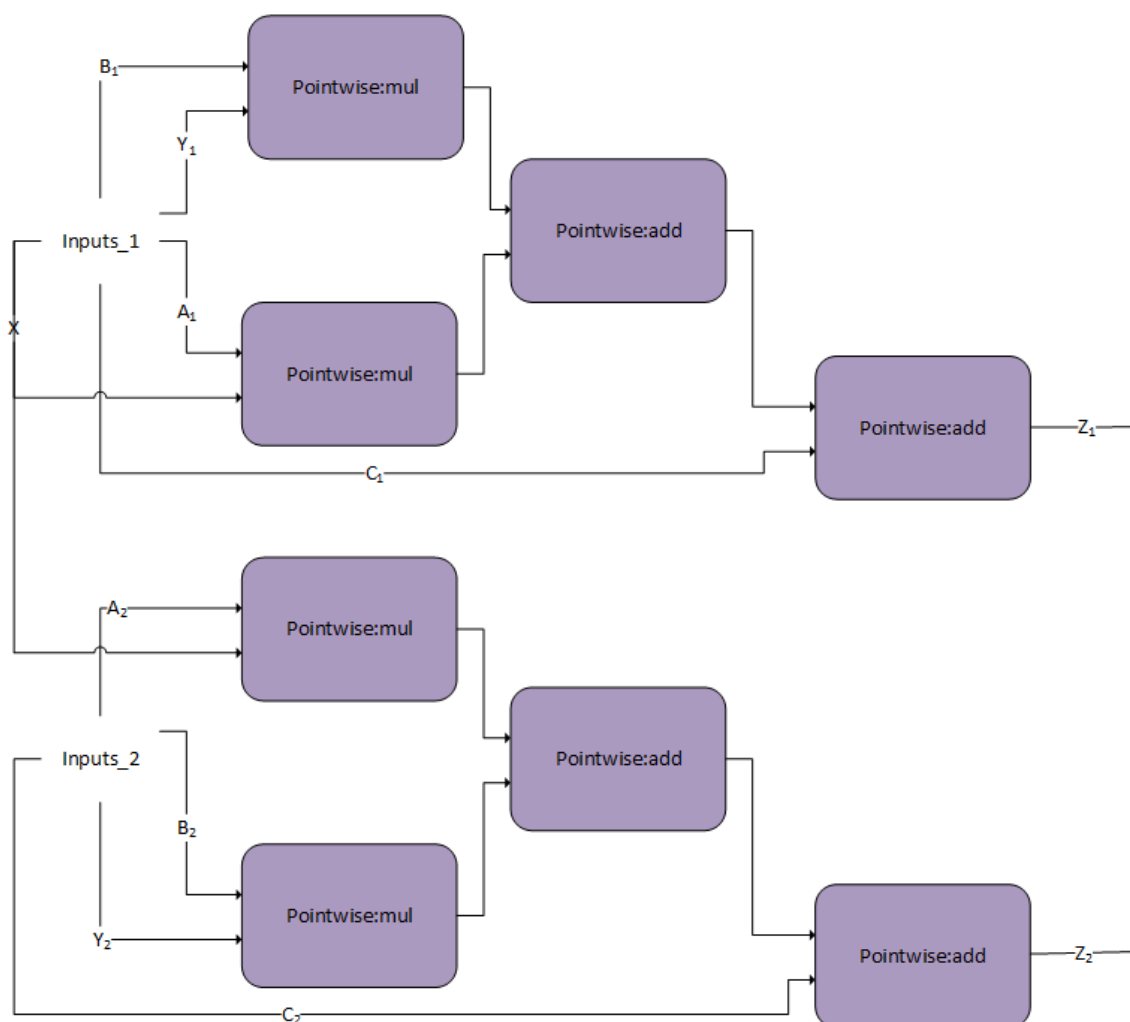 B₁
Pointwise:mul
Y₁
Pointwise:add
Inputs_1
A₁
X
Pointwise:mul
Pointwise:add
Z₁
C₁
A₂
Pointwise:mul
Inputs_2
Pointwise:add
B₂
Pointwise:mul
Y₂
Pointwise:add
Z₂
C₂